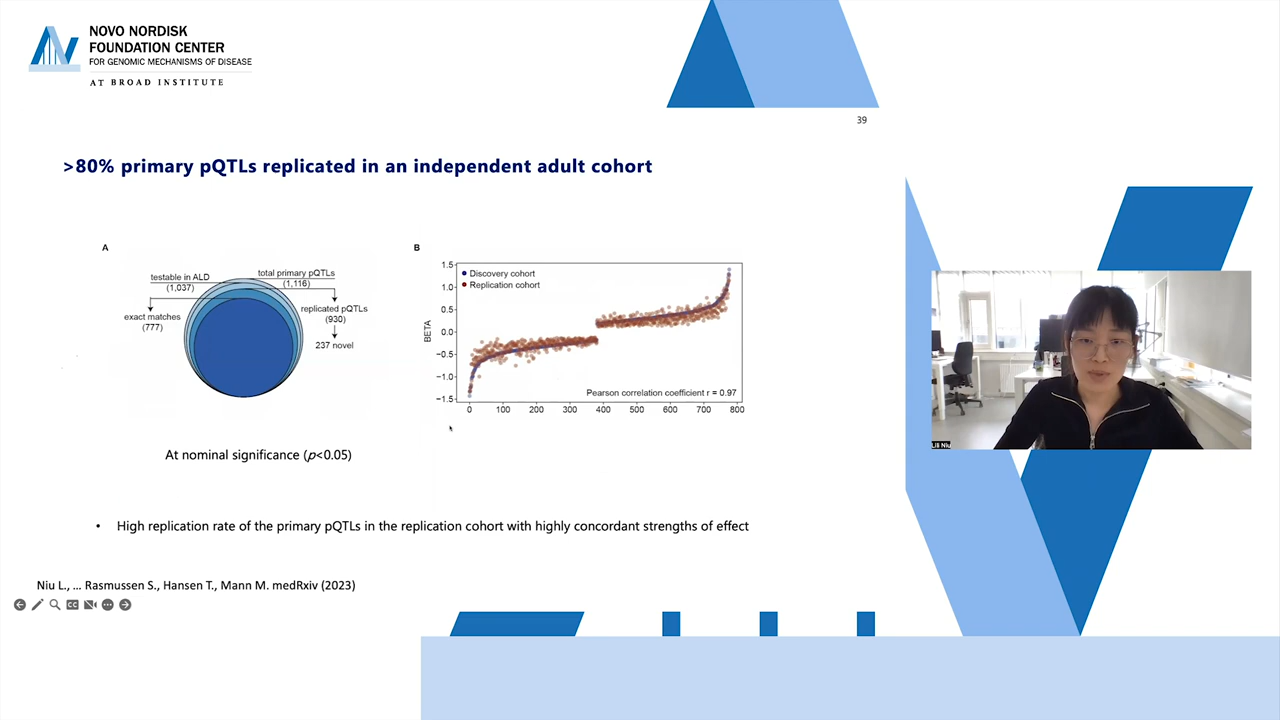 NOVO NORDISK
FOUNDATION CENTER
FOR GENOMIC MECHANISMS OF DISEASE
AT BROAD INSTITUTE
39
>80% primary pQTLs replicated in an independent adult cohort
A
testable in ALD
(1,037)
total primary pQTLs
(1,116)
exact matches
(777)
replicated pQTLs
(930)
237 novel
B
Discovery cohort
Replication cohort
BETA
1.5
1.0
0.5
0.0
−0.5
−1.0
−1.5
0 100 200 300 400 500 600 700 800
Pearson correlation coefficient r = 0.97
At nominal significance (p<0.05)
• High replication rate of the primary pQTLs in the replication cohort with highly concordant strengths of effect
Niu L., ... Rasmussen S., Hansen T., Mann M. medRxiv (2023)
CC
Lili Niu